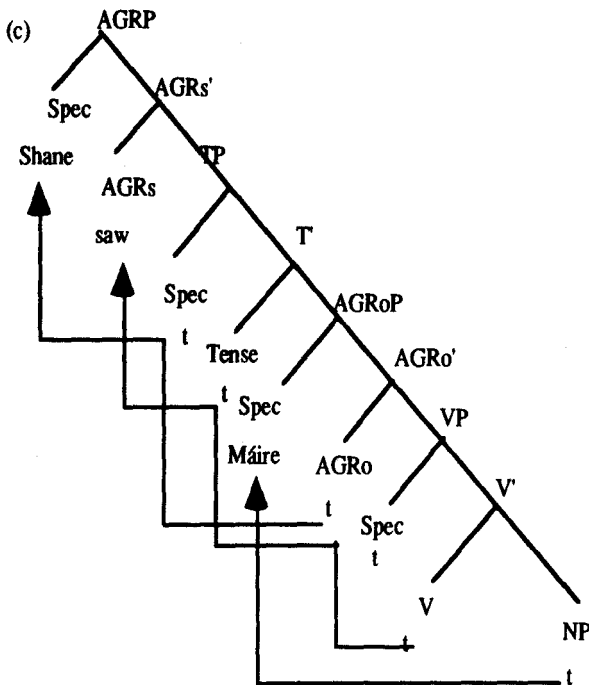 (c)
AGRP
Spec
AGRs'
Shane
AGRs
TP
saw
Spec
T'
t
Tense
AGRoP
t
Spec
AGRo'
Máire
AGRo
VP
t
Spec
V'
t
V
NP
t
t